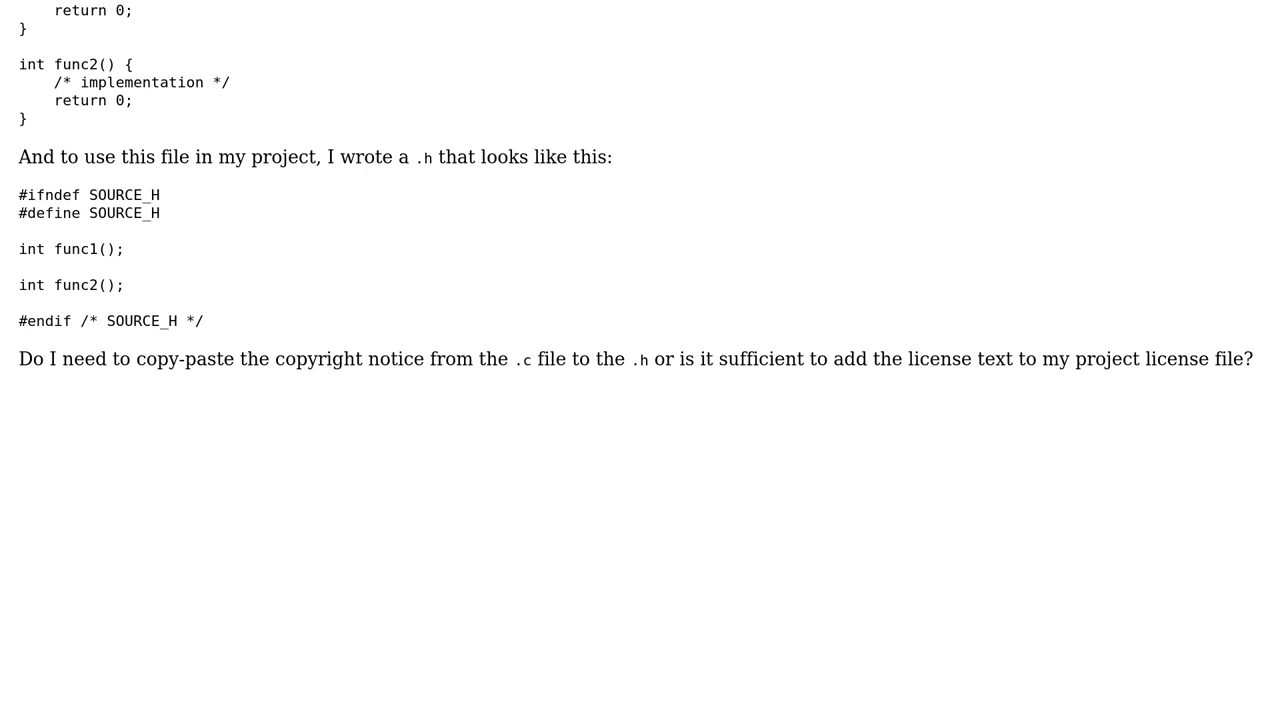 return 0;
}
int func2() {
    /* implementation */
    return 0;
}
And to use this file in my project, I wrote a .h that looks like this:
#ifndef SOURCE_H
#define SOURCE_H
int func1();
int func2();
#endif /* SOURCE_H */
Do I need to copy-paste the copyright notice from the .c file to the .h or is it sufficient to add the license text to my project license file?